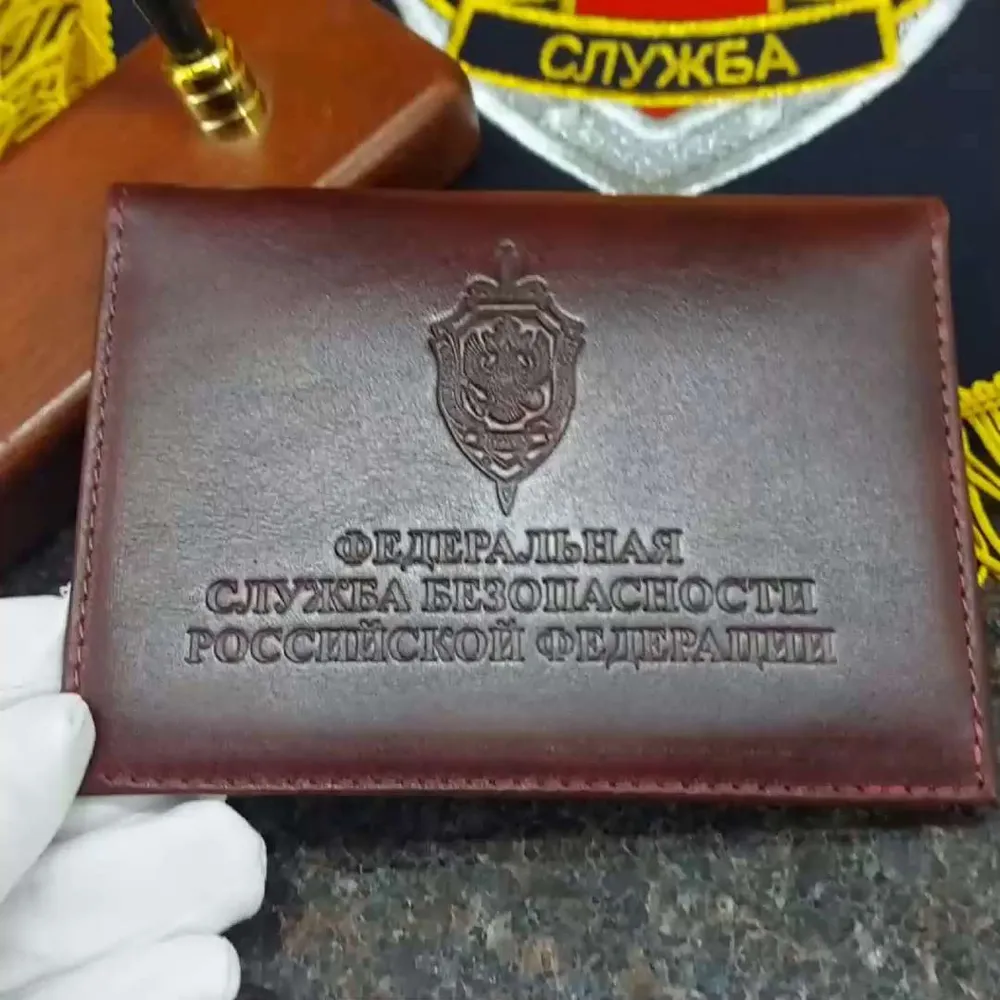 СЛУЖБА
ФЕДЕРАЛЬНАЯ
СЛУЖБА БЕЗОПАСНОСТИ
РОССИЙСКОЙ ФЕДЕРАЦИИ